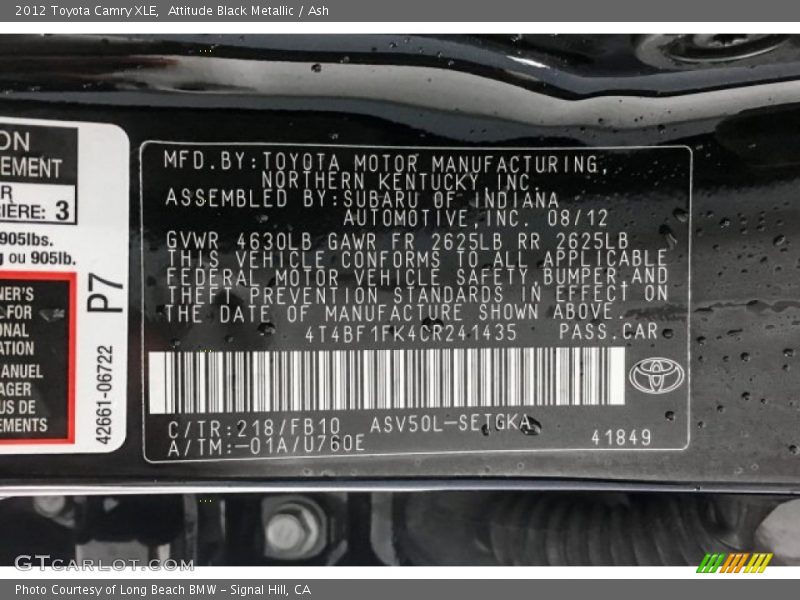 2012 Toyota Camry XLE, Attitude Black Metallic / Ash
ON
EMENT
R
RIÈRE: 3
905lbs.
g ou 905lb.
P7
NER'S
FOR
ONAL
ATION
ANUEL
AGER
US DE
EMENTS
42661-06722
MFD.BY:TOYOTA MOTOR MANUFACTURING,
NORTHERN KENTUCKY, INC.
ASSEMBLED BY:SUBARU OF INDIANA
AUTOMOTIVE,INC. 08/12
GVWR 4630LB GAWR FR 2625LB RR 2625LB
THIS VEHICLE CONFORMS TO ALL APPLICABLE
FEDERAL MOTOR VEHICLE SAFETY,BUMPER,AND
THEFT PREVENTION STANDARDS IN EFFECT ON
THE DATE OF MANUFACTURE SHOWN ABOVE.
4T4BF1FK4CR241435 PASS.CAR
C/TR:218/FB10 ASV50L-SETGKA
A/TM:-01A/U760E
41849
GTCARLOT.COM
Photo Courtesy of Long Beach BMW - Signal Hill, CA